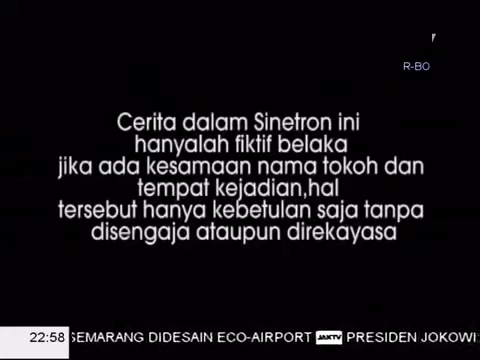 R-BO
Cerita dalam Sinetron ini
hanyalah fiktif belaka
jika ada kesamaan nama tokoh dan
tempat kejadian,hal
tersebut hanya kebetulan saja tanpa
disengaja ataupun direkayasa
22:58 SEMARANG DIDESAIN ECO-AIRPORT JAKTV PRESIDEN JOKOWI